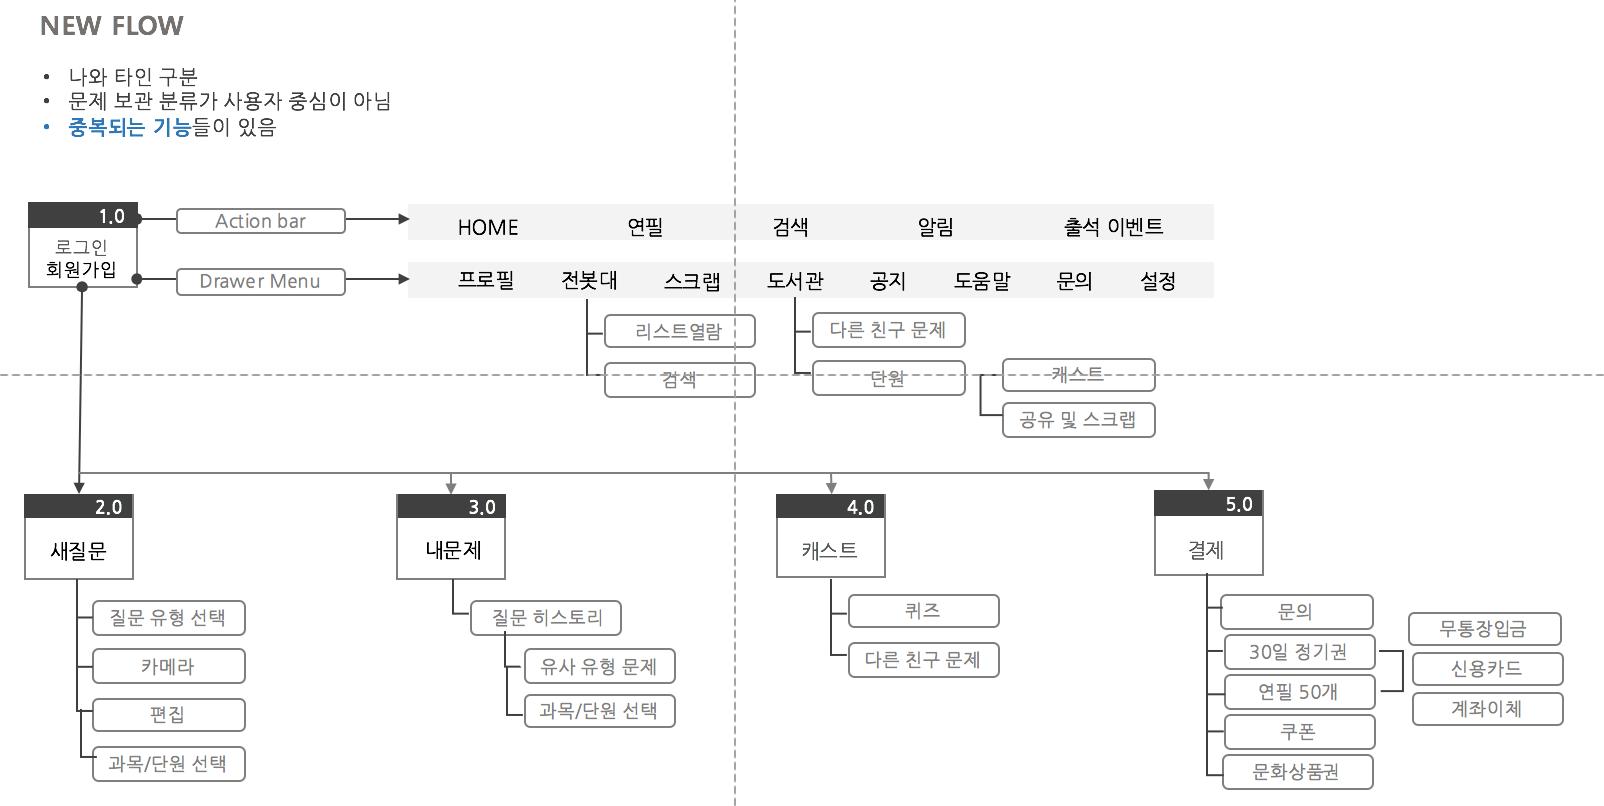 NEW FLOW
• 나와 타인 구분
• 문제 보관 분류가 사용자 중심이 아님
• 중복되는 기능들이 있음
1.0
로그인
회원가입
Action bar
HOME 연필 검색 알림 출석 이벤트
Drawer Menu
프로필 전봇대 스크랩 도서관 공지 도움말 문의 설정
리스트열람
검색
다른 친구 문제
단원
캐스트
공유 및 스크랩
2.0
새질문
질문 유형 선택
카메라
편집
과목/단원 선택
3.0
내문제
질문 히스토리
유사 유형 문제
과목/단원 선택
4.0
캐스트
퀴즈
다른 친구 문제
5.0
결제
문의
30일 정기권
연필 50개
쿠폰
문화상품권
무통장입금
신용카드
계좌이체